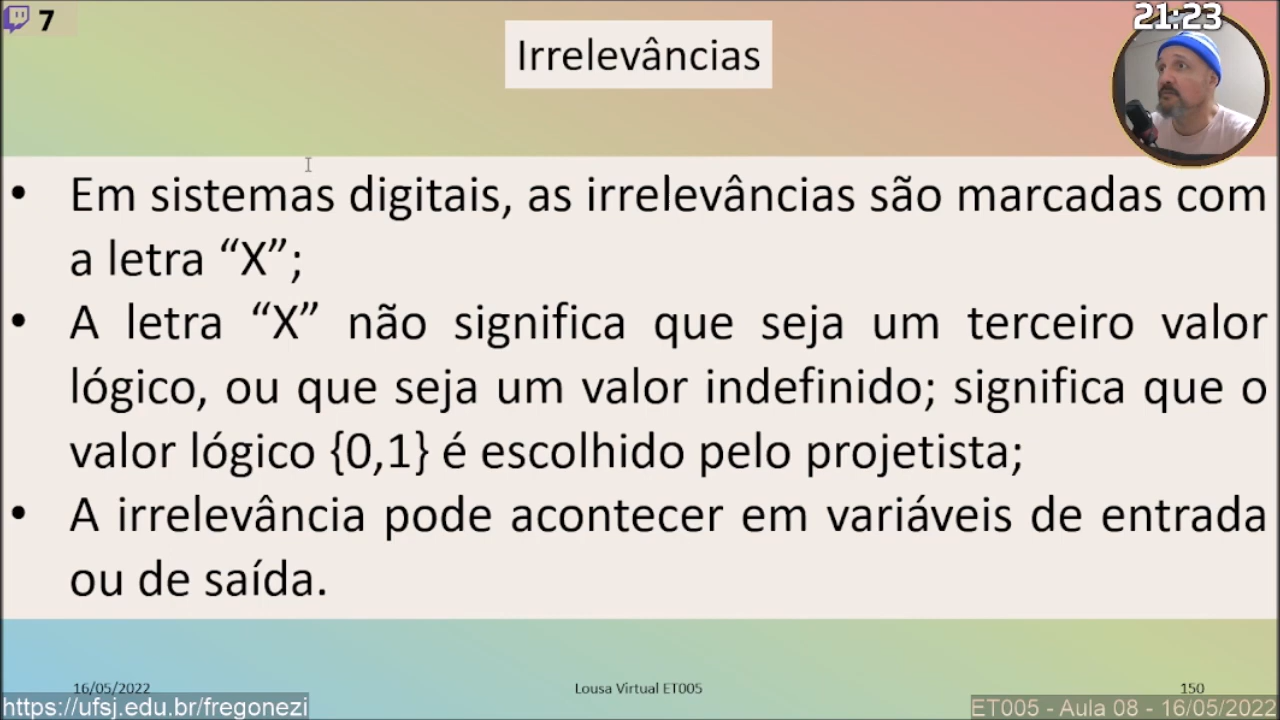 7
21:23
Irrelevâncias
• Em sistemas digitais, as irrelevâncias são marcadas com
a letra “X”;
• A letra “X” não significa que seja um terceiro valor
lógico, ou que seja um valor indefinido; significa que o
valor lógico {0,1} é escolhido pelo projetista;
• A irrelevância pode acontecer em variáveis de entrada
ou de saída.
16/05/2022 Lousa Virtual ET005 150
https://ufsj.edu.br/fregonezi ET005 - Aula 08 - 16/05/2022